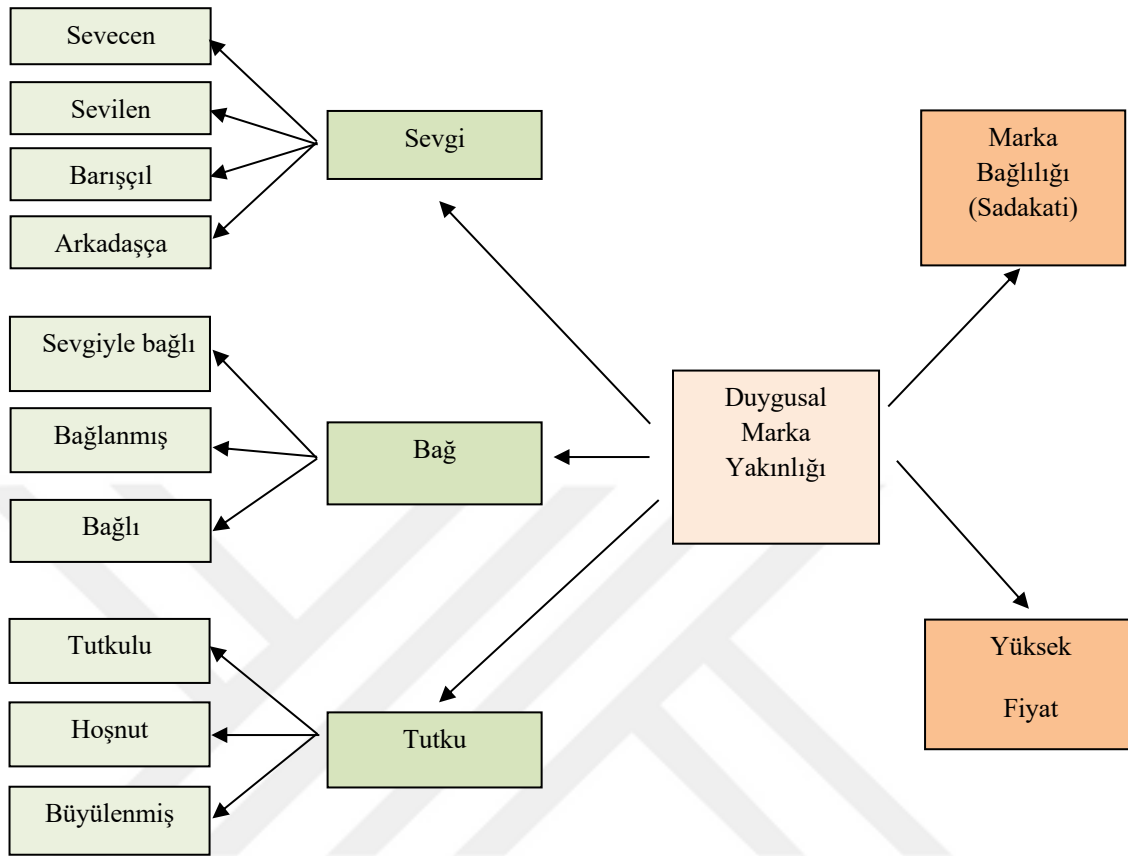 Sevecen
Sevilen
Barışçıl
Arkadaşça
Sevgi
Sevgiyle bağlı
Bağlanmış
Bağlı
Bağ
Tutkulu
Hoşnut
Büyülenmiş
Tutku
Duygusal
Marka
Yakınlığı
Marka
Bağlılığı
(Sadakati)
Yüksek
Fiyat